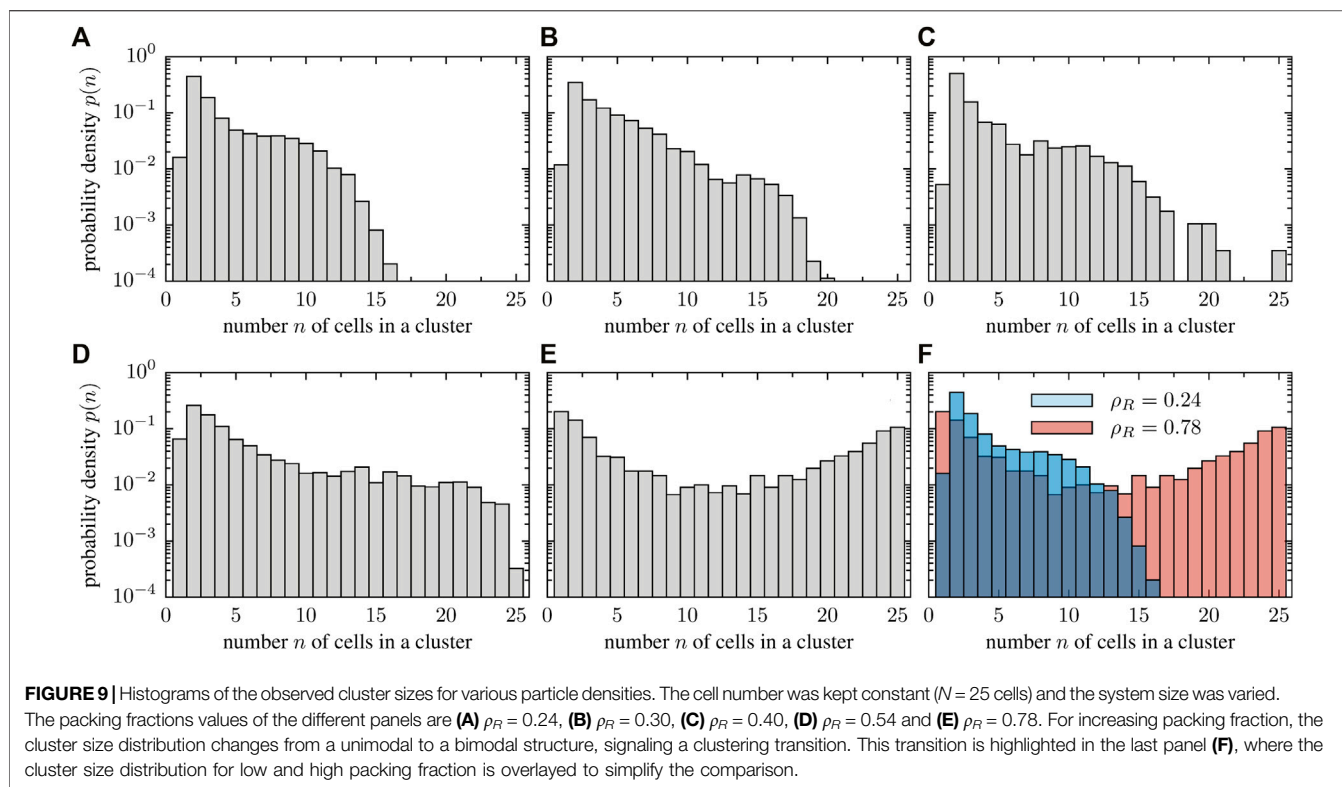 A
B
C
10^0
10^-1
10^-2
10^-3
10^-4
probability density p(n)
0 5 10 15 20 25
0 5 10 15 20 25
0 5 10 15 20 25
number n of cells in a cluster
number n of cells in a cluster
number n of cells in a cluster
D
E
F
10^0
10^-1
10^-2
10^-3
10^-4
probability density p(n)
ρ_R = 0.24
ρ_R = 0.78
0 5 10 15 20 25
0 5 10 15 20 25
0 5 10 15 20 25
number n of cells in a cluster
number n of cells in a cluster
number n of cells in a cluster
FIGURE 9 | Histograms of the observed cluster sizes for various particle densities. The cell number was kept constant (N = 25 cells) and the system size was varied.
The packing fractions values of the different panels are (A) ρ_R = 0.24, (B) ρ_R = 0.30, (C) ρ_R = 0.40, (D) ρ_R = 0.54 and (E) ρ_R = 0.78. For increasing packing fraction, the
cluster size distribution changes from a unimodal to a bimodal structure, signaling a clustering transition. This transition is highlighted in the last panel (F), where the
cluster size distribution for low and high packing fraction is overlayed to simplify the comparison.